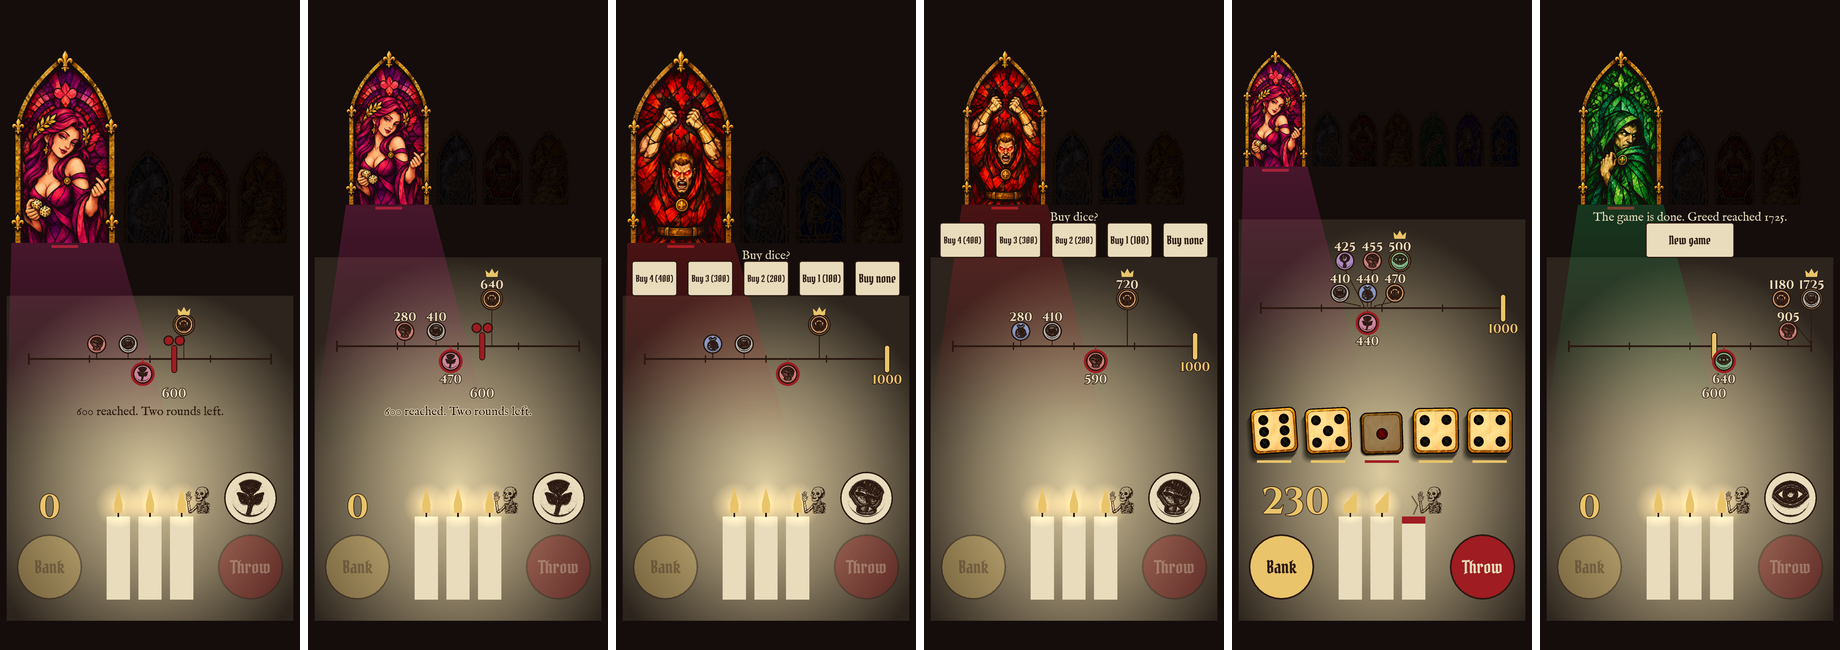 600
600 reached. Two rounds left.
0
Bank
Throw
640
280
410
470
600
600 reached. Two rounds left.
0
Bank
Throw
Buy dice?
Buy 4 (400)
Buy 3 (300)
Buy 2 (200)
Buy 1 (100)
Buy none
1000
Bank
Throw
Buy dice?
Buy 4 (400)
Buy 3 (300)
Buy 2 (200)
Buy 1 (100)
Buy none
720
280
410
1000
590
Bank
Throw
425 455 500
410 440 470
1000
440
230
Bank
Throw
The game is done. Greed reached 1725.
New game
1180 1725
905
640
600
0
Bank
Throw